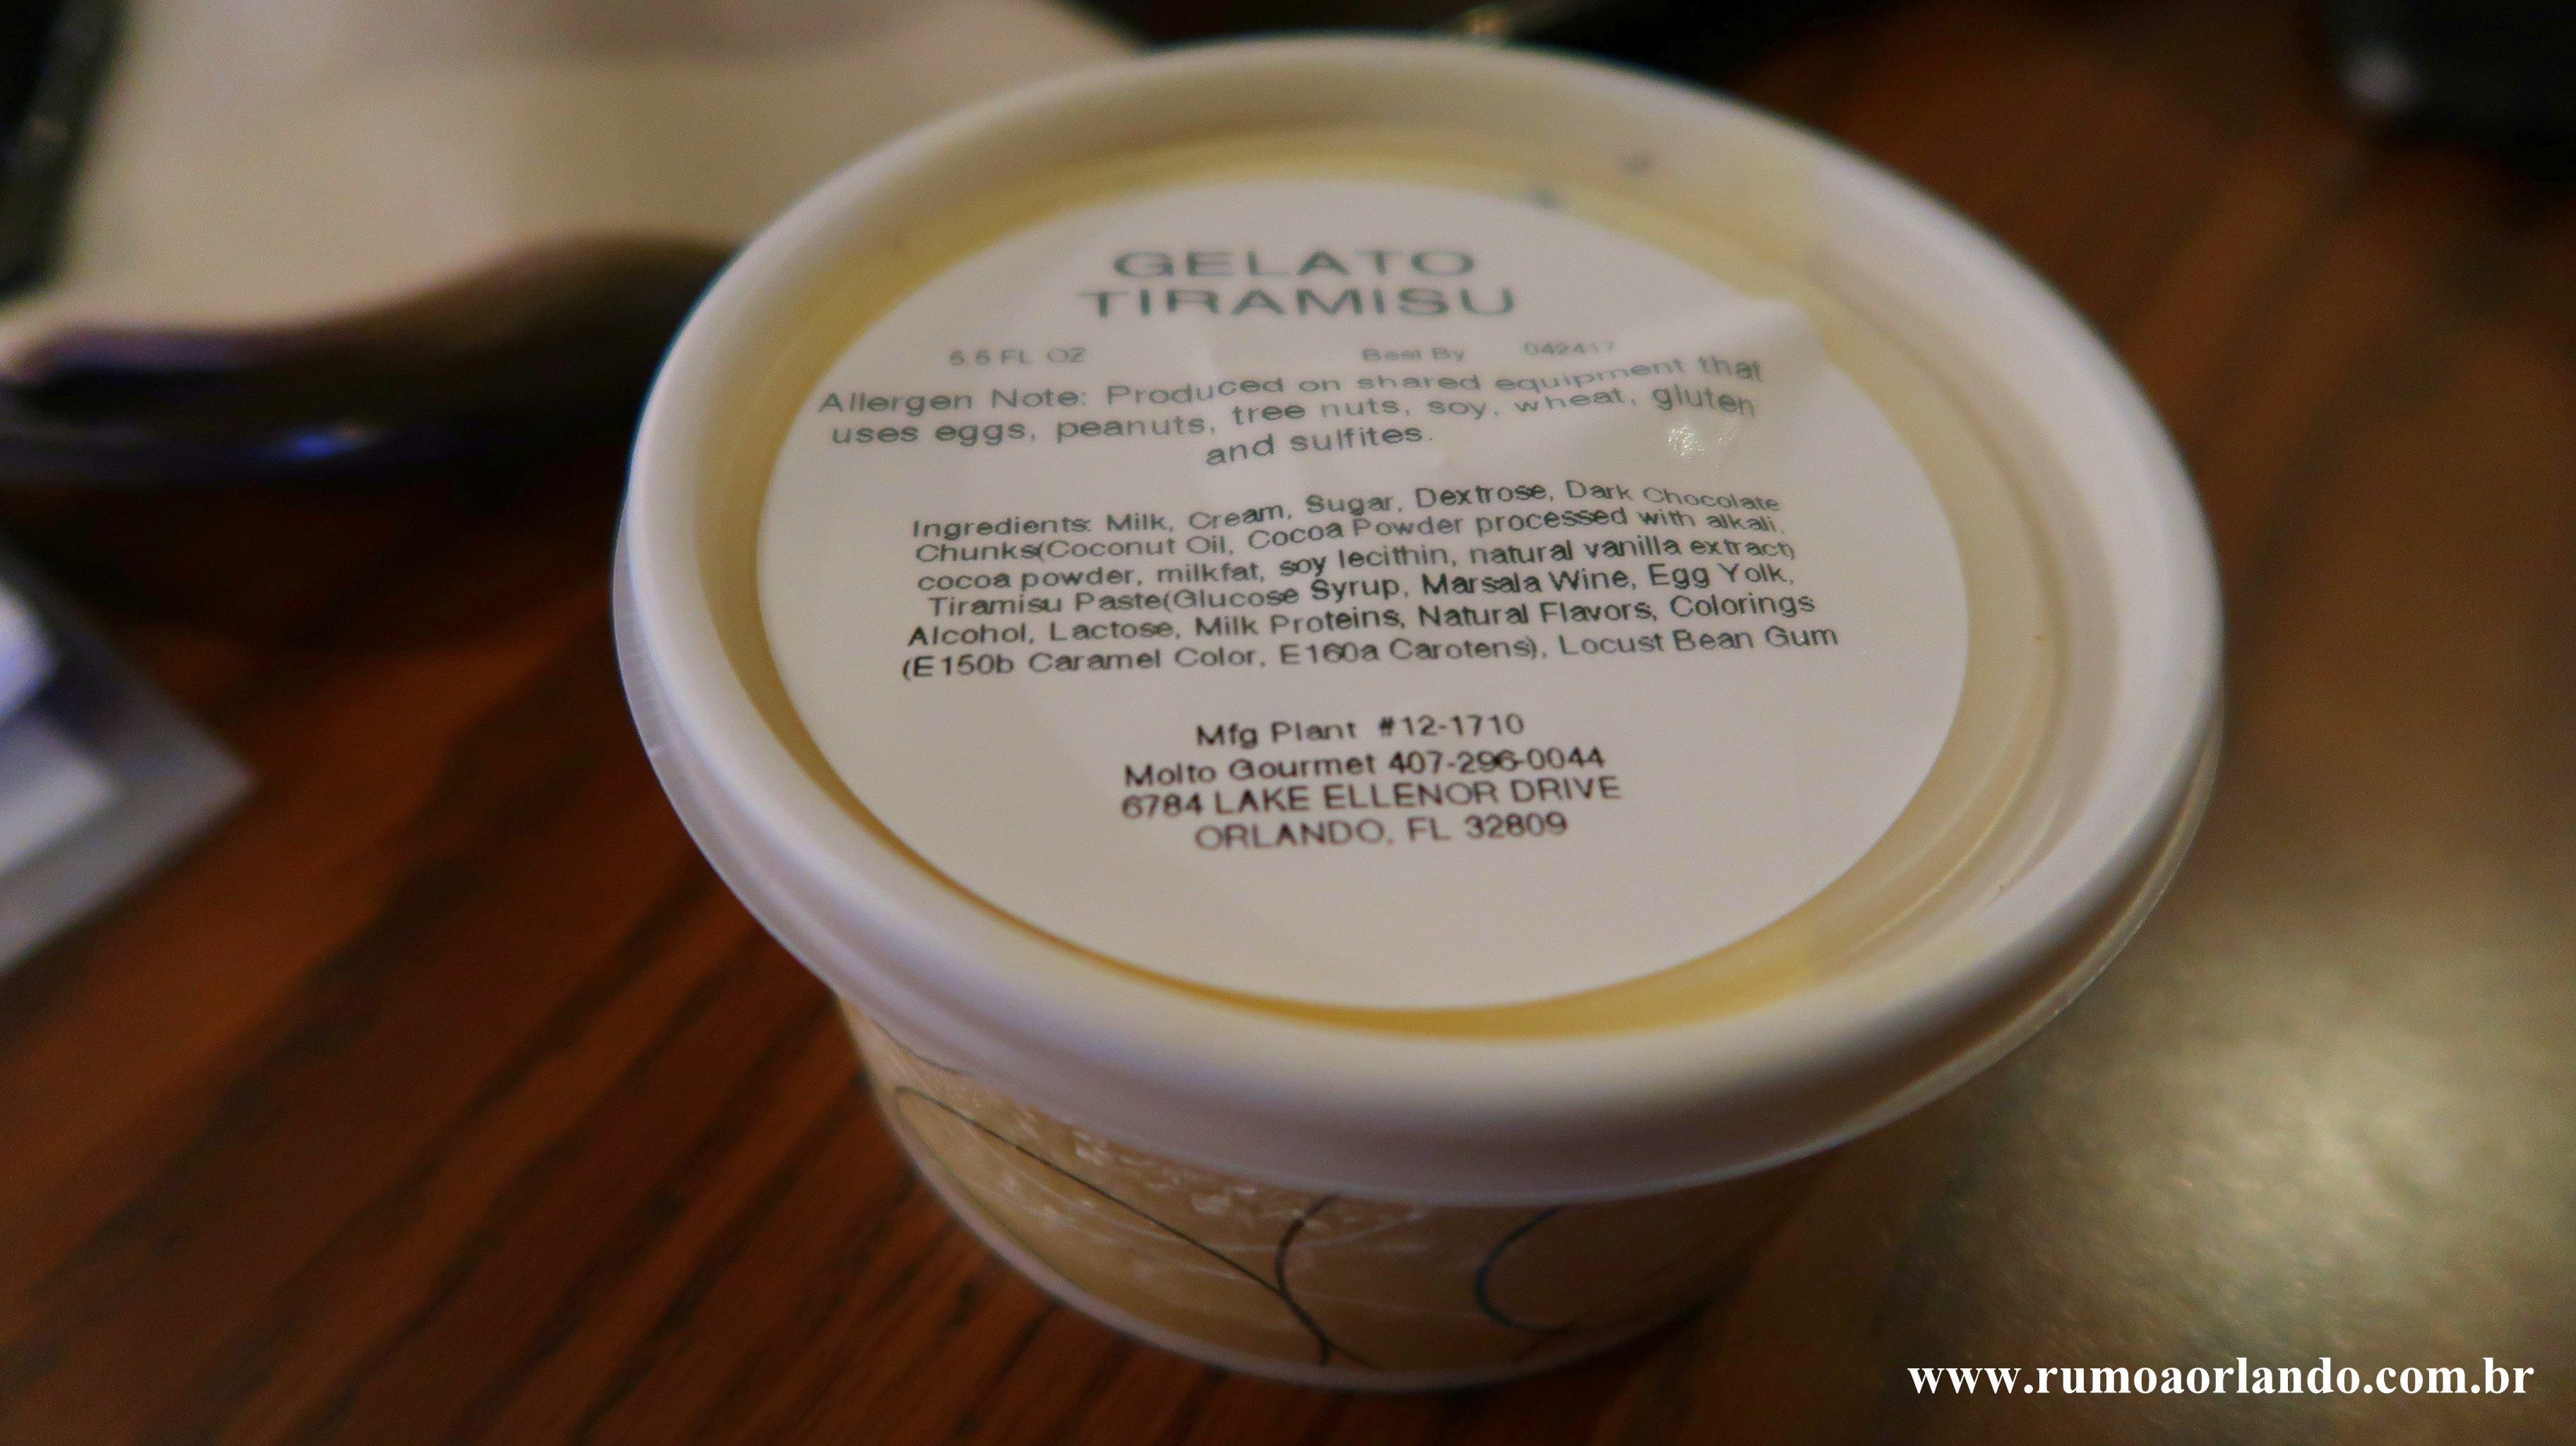 GELATO
TIRAMISU
5.5 FL OZ Best By 042417
Allergen Note: Produced on shared equipment that
uses eggs, peanuts, tree nuts, soy, wheat, gluten
and sulfites.
Ingredients: Milk, Cream, Sugar, Dextrose, Dark Chocolate
Chunks(Coconut Oil, Cocoa Powder processed with alkali,
cocoa powder, milkfat, soy lecithin, natural vanilla extract)
Tiramisu Paste(Glucose Syrup, Marsala Wine, Egg Yolk,
Alcohol, Lactose, Milk Proteins, Natural Flavors, Colorings
(E150b Caramel Color, E160a Carotens), Locust Bean Gum
Mfg Plant #12-1710
Molto Gourmet 407-296-0044
6784 LAKE ELLENOR DRIVE
ORLANDO, FL 32809
www.rumoaorlando.com.br